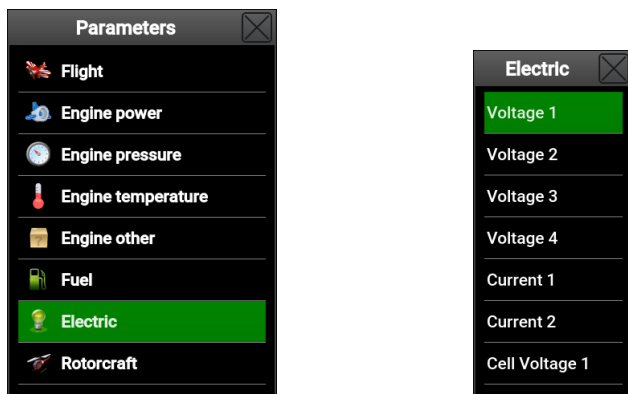 Parameters
Flight
Engine power
Engine pressure
Engine temperature
Engine other
Fuel
Electric
Rotorcraft
Electric
Voltage 1
Voltage 2
Voltage 3
Voltage 4
Current 1
Current 2
Cell Voltage 1